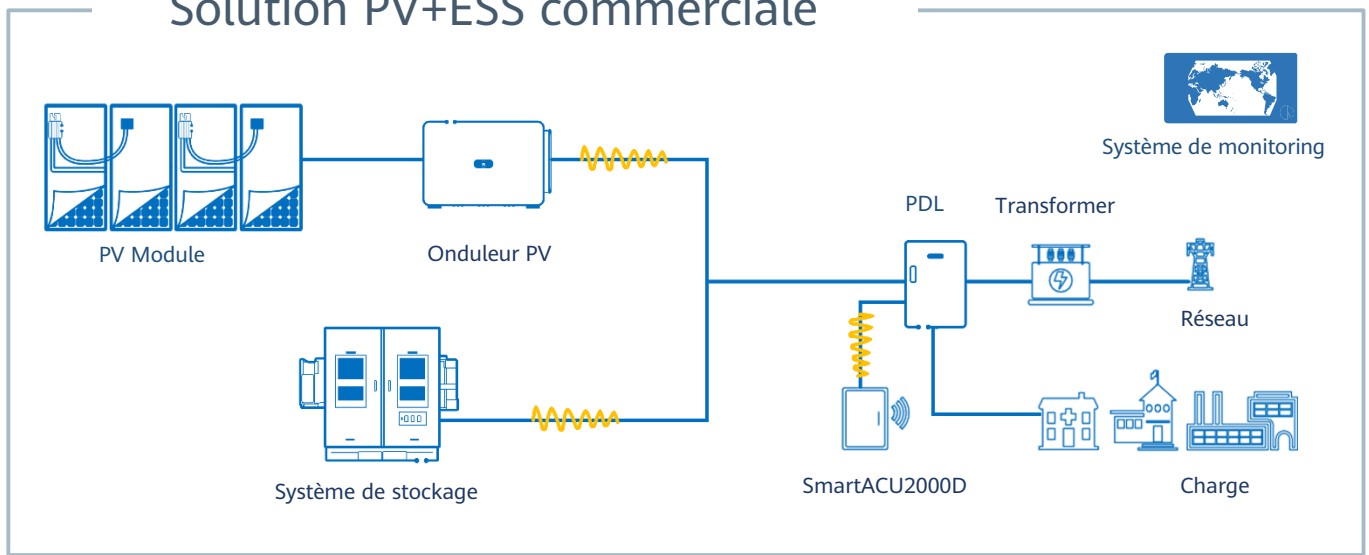 Solution PV+ESS commerciale
Système de monitoring
PDL
Transformer
PV Module
Onduleur PV
Réseau
Système de stockage
SmartACU2000D
Charge